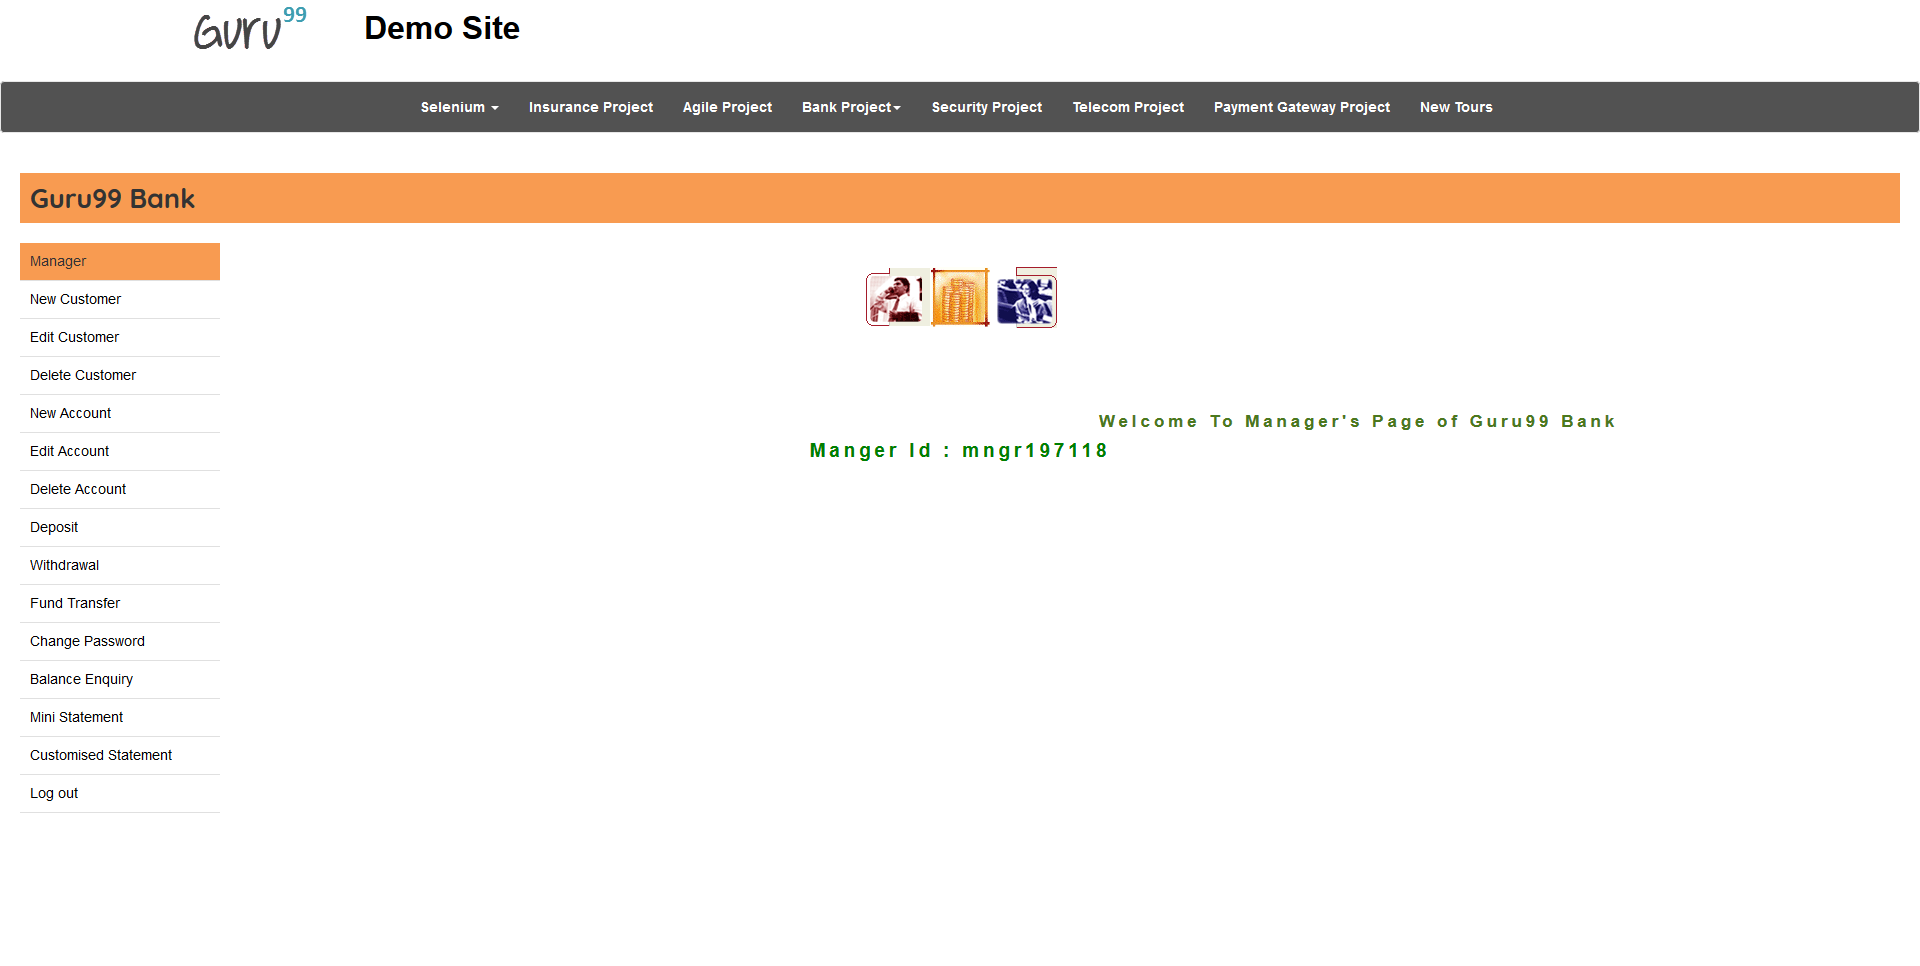 Guru99
Demo Site
Selenium Insurance Project Agile Project Bank Project Security Project Telecom Project Payment Gateway Project New Tours
Guru99 Bank
Manager
New Customer
Edit Customer
Delete Customer
New Account
Edit Account
Delete Account
Deposit
Withdrawal
Fund Transfer
Change Password
Balance Enquiry
Mini Statement
Customised Statement
Log out
Welcome To Manager's Page of Guru99 Bank
Manger Id : mngr197118